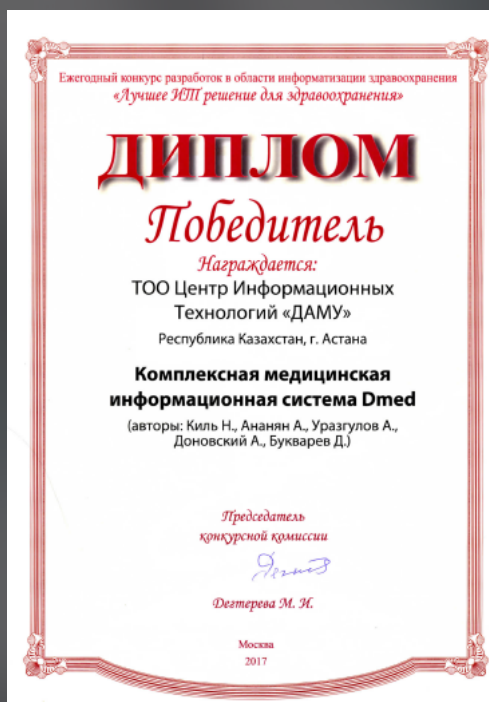 Ежегодный конкурс разработок в области информатизации здравоохранения
«Лучшее ИТ решение для здравоохранения»
ДИПЛОМ
Победитель
Награждается:
ТОО Центр Информационных
Технологий «ДАМУ»
Республика Казахстан, г. Астана
Комплексная медицинская
информационная система Dmed
(авторы: Киль Н., Ананян А., Уразгулов А.,
Доновский А., Букварев Д.)
Председатель
конкурсной комиссии
Дегтерева М. И.
Москва
2017